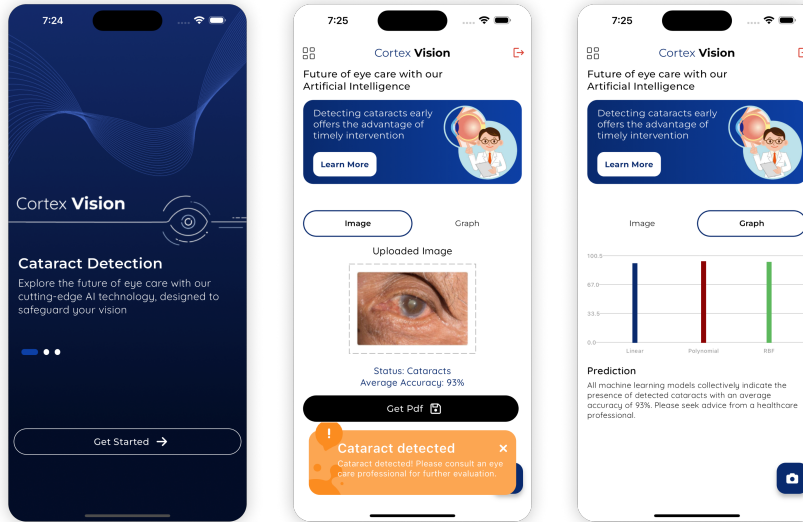 7:24
Cortex Vision
Cataract Detection
Explore the future of eye care with our
cutting-edge AI technology, designed to
safeguard your vision
Get Started →
7:25
Cortex Vision
Future of eye care with our
Artificial Intelligence
Detecting cataracts early
offers the advantage of
timely intervention
Learn More
Image
Graph
Uploaded Image
Status: Cataracts
Average Accuracy: 93%
Get Pdf
!
Cataract detected
×
Cataract detected! Please consult an eye
care professional for further evaluation.
7:25
Cortex Vision
Future of eye care with our
Artificial Intelligence
Detecting cataracts early
offers the advantage of
timely intervention
Learn More
Image
Graph
100.5
67.0
33.5
0.0
Linear
Polynomial
RBF
Prediction
All machine learning models collectively indicate the
presence of detected cataracts with an average
accuracy of 93%. Please seek advice from a healthcare
professional.